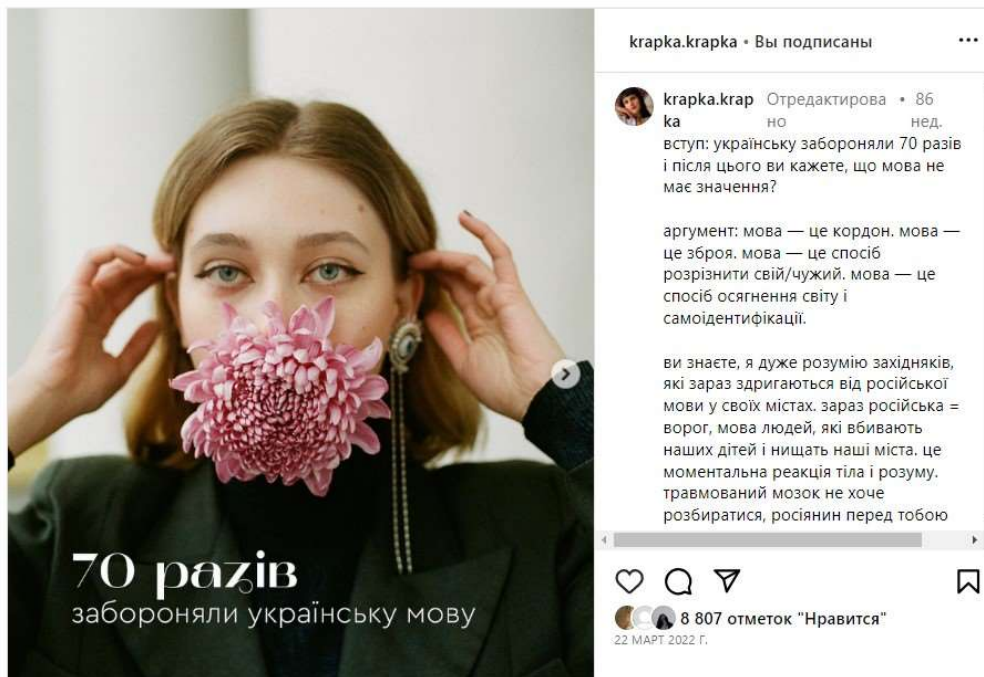 70 разів
забороняли українську мову
krapka.krapka • Вы подписаны
krapka.krap
ka
Отредактирова
но
• 86
нед.
вступ: українську забороняли 70 разів
і після цього ви кажете, що мова не
має значення?
аргумент: мова — це кордон. мова —
це зброя. мова — це спосіб
розрізнити свій/чужий. мова — це
спосіб осягнення світу і
самоідентифікації.
ви знаєте, я дуже розумію західняків,
які зараз здригаються від російської
мови у своїх містах. зараз російська =
ворог, мова людей, які вбивають
наших дітей і нищать наші міста. це
моментальна реакція тіла і розуму.
травмований мозок не хоче
розбиратися, росіянин перед тобою
8 807 отметок "Нравится"
22 МАРТ 2022 Г.